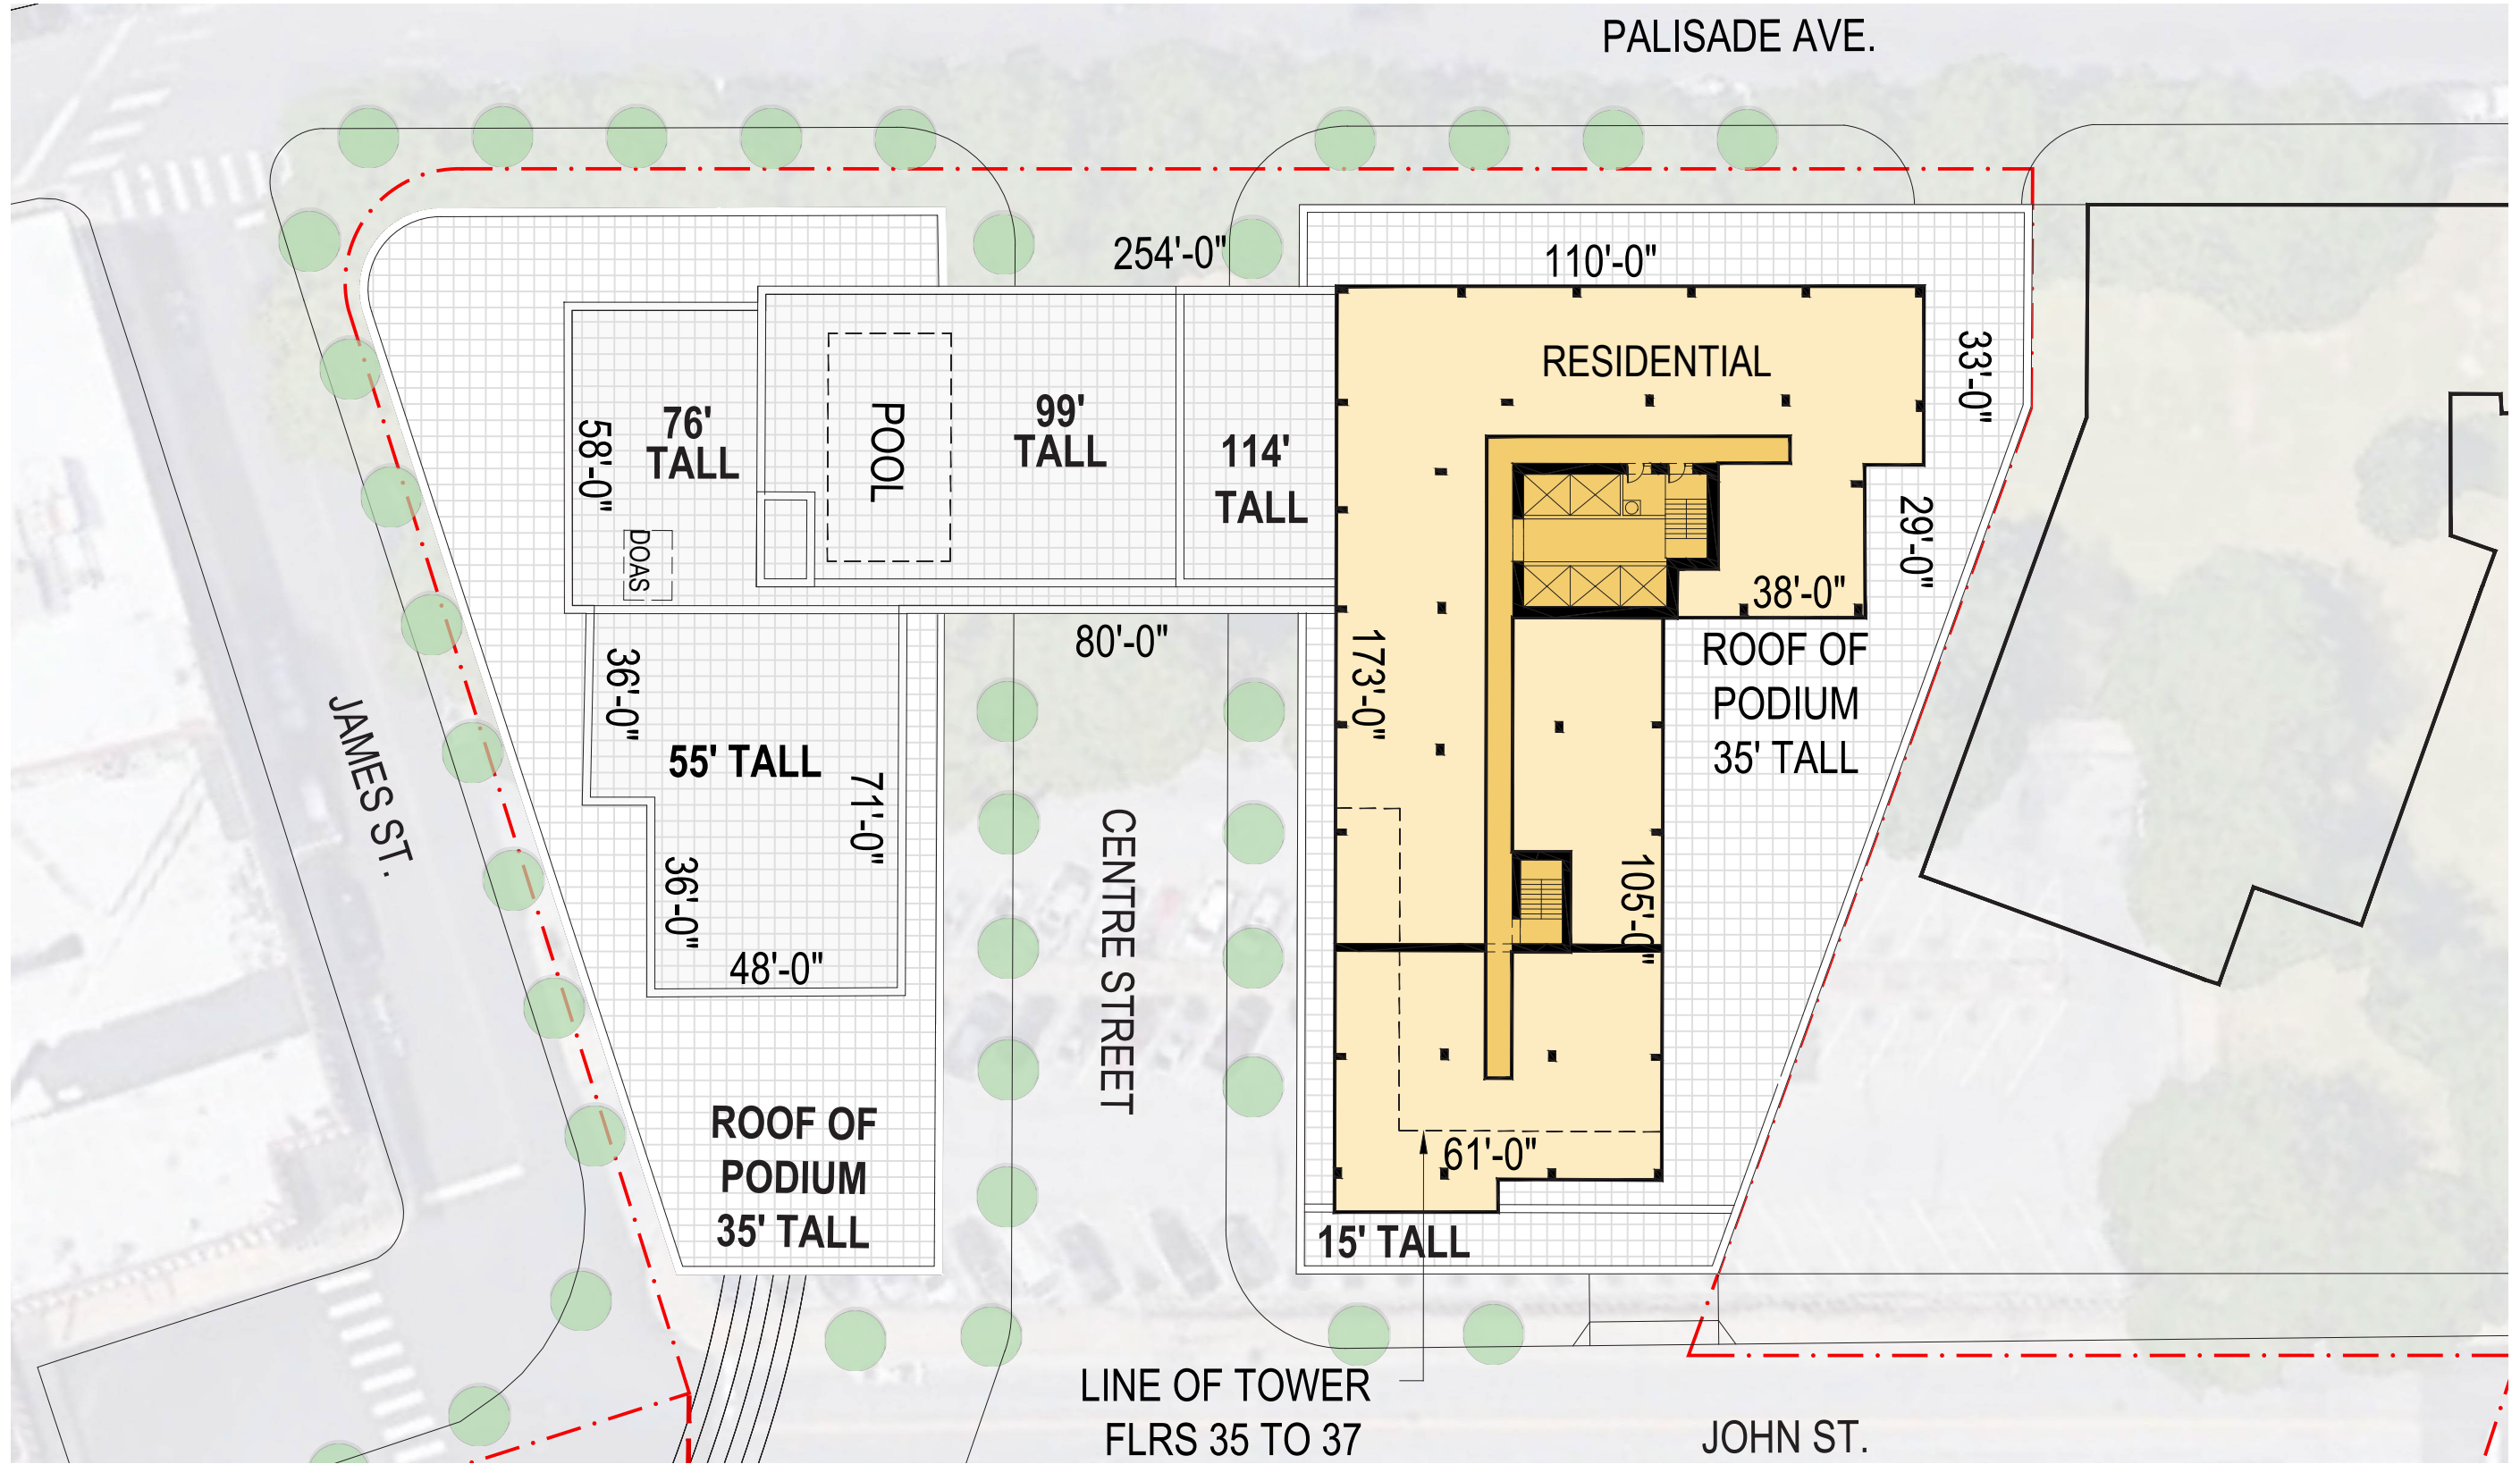 PALISADE AVE.
254'-0"
110'-0"
RESIDENTIAL
33'-0"
76'
TALL
58'-0"
POOL
99'
TALL
114'
TALL
DOAS
29'-0"
38'-0"
80'-0"
36'-0"
173'-0"
ROOF OF
PODIUM
35' TALL
JAMES ST.
55' TALL
71'-0"
36'-0"
48'-0"
CENTRE STREET
105'-0"
ROOF OF
PODIUM
35' TALL
61'-0"
15' TALL
LINE OF TOWER
FLRS 35 TO 37
JOHN ST.